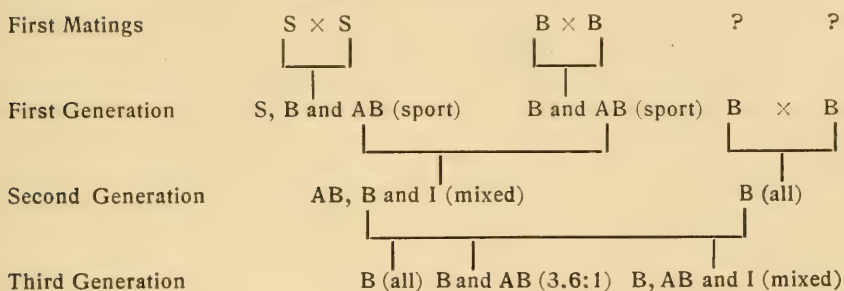 First Matings S × S B × B ? ?
First Generation S, B and AB (sport) B and AB (sport) B × B
Second Generation AB, B and I (mixed) B (all)
Third Generation B (all) B and AB (3.6:1) B, AB and I (mixed)